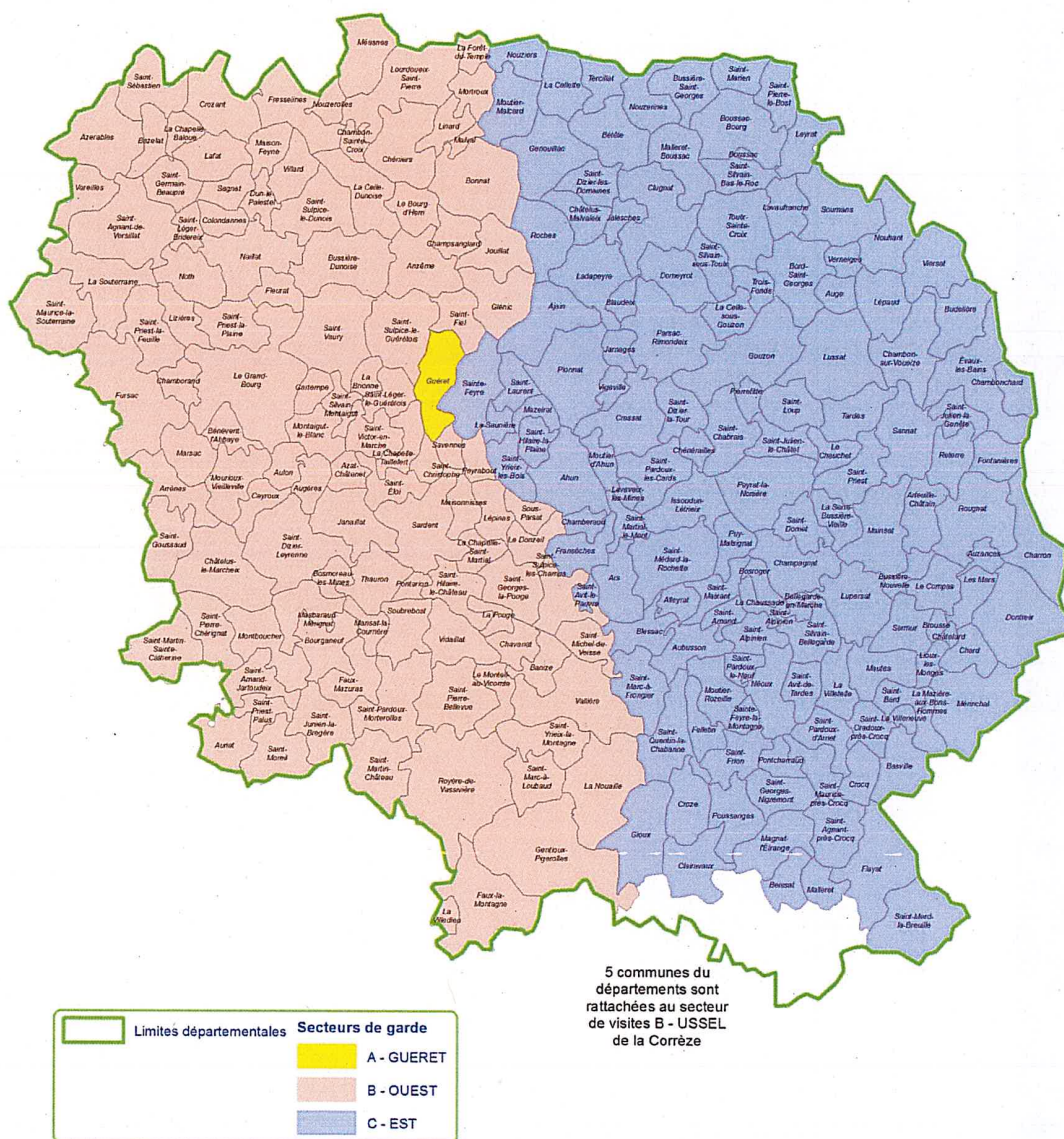 Méasnes
La Forêt-
du-Temple
Nouziers
Lourdoueix-
Saint-
Pierre
La Cellette
Tercillat
Bussière-
Saint-
Georges
Saint-
Marien
Saint-
Pierre-
le-Bost
Saint-
Sébastien
Crozant
Fresselines
Nouzerolles
Mortroux
Moutier-
Malcard
Nouzerines
Boussac-
Bourg
Leyrat
Azerables
La Chapelle-
Baloue
Bazelat
Lafat
Maison-
Feyne
Chambon-
Sainte-
Croix
Linard
Malval
Chéniers
Genouillac
Bétête
Malleret-
Boussac
Boussac
Saint-
Silvain-
Bas-le-Roc
Vareilles
Saint-
Germain-
Beaupré
Sagnat
Villard
Dun-le-
Palestel
La Celle-
Dunoise
Bonnat
Le Bourg-
d'Hem
Saint-
Dizier-les-
Domaines
Clugnat
Lavaufranche
Soumans
Saint-
Agnant-de-
Versillat
Saint-
Léger-
Bridereix
Colondannes
Saint-
Sulpice-
le-Dunois
Châtelus-
Malvaleix
Jalesches
Toulx-
Sainte-
Croix
Nouhant
Roches
Champsanglard
Jouillat
Naillat
Bussière-
Dunoise
Anzême
Saint-
Silvain-
sous-Toulx
Verneiges
Viersat
La Souterraine
Noth
Fleurat
Ladapeyre
Domeyrot
Trois-
Fonds
Bord-
Saint-
Georges
Auge
Lépaud
Budelière
Saint-
Maurice-la-
Souterraine
Saint-
Priest-la-
Feuille
Lizières
Saint-
Priest-
la-Plaine
Saint-
Vaury
Saint-
Sulpice-le-
Guérétois
Saint-
Fiel
Glénic
Ajain
Blaudeix
La Celle-
sous-
Gouzon
Jarnages
Parsac-
Rimondeix
Gouzon
Lussat
Chambon-
sur-Voueize
Évaux-
les-Bains
Chambonchard
Fursac
Chamborand
Le Grand-
Bourg
Gartempe
La
Brionne
Saint-
Silvain-
Montaigut
Saint-Léger-
le-Guérétois
Guéret
Sainte-
Feyre
Saint-
Laurent
Pionnat
Vigeville
Cressat
Saint-
Dizier-
la-Tour
Pierrefitte
Saint-
Loup
Tardes
Saint-
Julien-la-
Genête
Sannat
Reterre
Fontanières
Bénévent-
l'Abbaye
Marsac
Montaigut-
le-Blanc
Saint-
Victor-en-
Marche
La Chapelle-
Taillefert
Savennes
La Saunière
Mazeirat
Saint-
Hilaire-
la-Plaine
Saint-
Yrieix-
les-Bois
Moutier-
d'Ahun
Ahun
Saint-
Pardoux-
les-Cards
Chénérailles
Saint-
Chabrais
Saint-Julien-
le-Châtel
Le
Chauchet
Saint-
Priest
Arrènes
Mourioux-
Vieilleville
Ceyroux
Aulon
Augères
Azat-
Châtenet
Saint-
Éloi
Saint-
Christophe
Peyrabout
Maisonnisses
Lavaveix-
les-Mines
Issoudun-
Létrieix
Peyrat-la-
Nonière
Saint-
Domet
La Serre-
Bussière-
Vieille
Mainsat
Arfeuille-
Châtain
Rougnat
Saint-
Goussaud
Janaillat
Sardent
Lépinas
Sous-
Parsat
Le Donzeil
Chamberaud
Fransèches
Saint-
Martial-
le-Mont
Puy-
Malsignat
Champagnat
Auzances
Charron
Les Mars
Châtelus-
le-Marcheix
Saint-
Dizier-
Leyrenne
Bosmoreau-
les-Mines
Thauron
Pontarion
Saint-
Hilaire-
le-Château
La Chapelle-
Saint-
Martial
Saint-
Georges-
la-Pouge
Saint-
Sulpice-
les-Champs
Saint-
Avit-le-
Pauvre
Ars
Saint-
Médard-la-
Rochette
Bosroger
Bussière-
Nouvelle
Le Compas
Lupersat
Dontreix
Saint-
Pierre-
Chérignat
Montboucher
Masbaraud-
Mérignat
Bourganeuf
Mansat-la-
Courrière
Soubrebost
La Pouge
Vidaillat
Chavanat
Saint-
Michel-
de-Veisse
Alleyrat
Saint-
Maixant
La Chaussade
Bellegarde-
en-Marche
Saint-
Amand
Saint-
Alpinien
Saint-
Silvain-
Bellegarde
Sermur
Brousse
Châtelard
Chard
Blessac
Aubusson
Lioux-
les-
Monges
Saint-Martin-
Sainte-
Catherine
Saint-
Amand-
Jartoudeix
Faux-
Mazuras
Saint-
Pierre-
Bellevue
Le Monteil-
au-Vicomte
Banize
Vallière
Saint-
Marc-à-
Frongier
Moutier-
Rozeille
Saint-
Pardoux-
le-Neuf
Néoux
Saint-
Avit-de-
Tardes
La
Villetelle
Mautes
Saint-
Bard
La Mazière-
aux-Bons-
Hommes
Mérinchal
Saint-
Priest-
Palus
Saint-
Junien-la-
Bregère
Saint-Pardoux-
Morterolles
Auriat
Saint-
Moreil
Saint-
Martin-
Château
Royère-de-
Vassivière
Saint-
Yrieix-la-
Montagne
Saint-
Marc-à-
Loubaud
La Nouaille
Saint-
Quentin-la-
Chabanne
Felletin
Sainte-
Feyre-la-
Montagne
Saint-
Frion
Pontcharraud
Saint-
Pardoux-
d'Arnet
Saint-
Oradoux-
près-Crocq
La Villeneuve
Basville
Crocq
Saint-
Georges-
Nigremont
Saint-
Maurice-
près-Crocq
Saint-
Agnant-
près-Crocq
Croze
Poussanges
Gioux
Magnat-
l'Étrange
Clairavaux
Beissat
Malleret
Flayat
Saint-Merd-
la-Breuille
Gentioux-
Pigerolles
Faux-la-
Montagne
La
Villedieu
5 communes du
départements sont
rattachées au secteur
de visites B - USSEL
de la Corrèze
Limites départementales
Secteurs de garde
A - GUERET
B - OUEST
C - EST